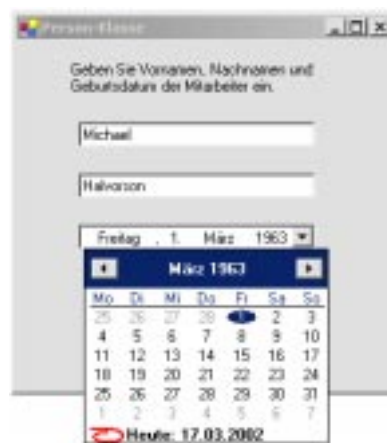 Person-Klasse
Geben Sie Vornamen, Nachnamen und
Geburtsdatum der Mitarbeiter ein.
Michael
Halvorson
Freitag , 1. März 1963
März 1963
Mo Di Mi Do Fr Sa So
25 26 27 28 1 2 3
4 5 6 7 8 9 10
11 12 13 14 15 16 17
18 19 20 21 22 23 24
25 26 27 28 29 30 31
1 2 3 4 5 6 7
Heute: 17.03.2002